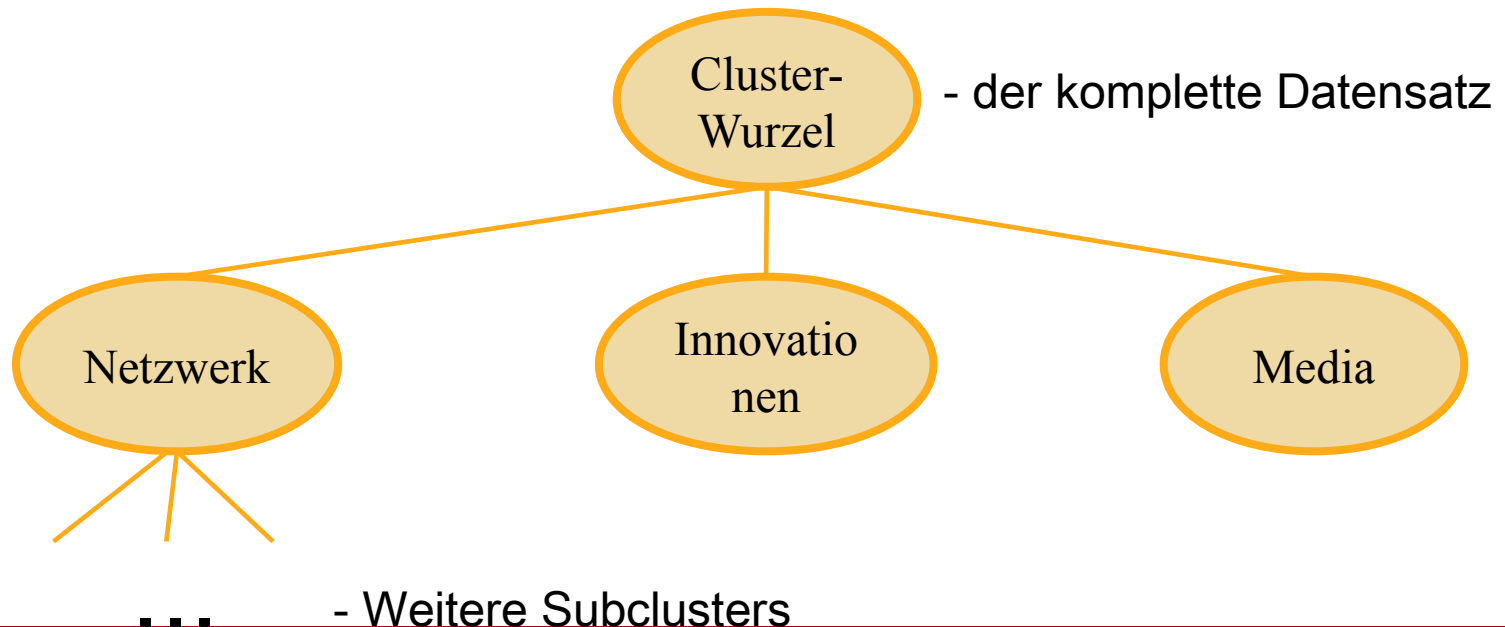 Cluster-
Wurzel
- der komplette Datensatz
Netzwerk
Innovatio
nen
Media
...
- Weitere Subclusters